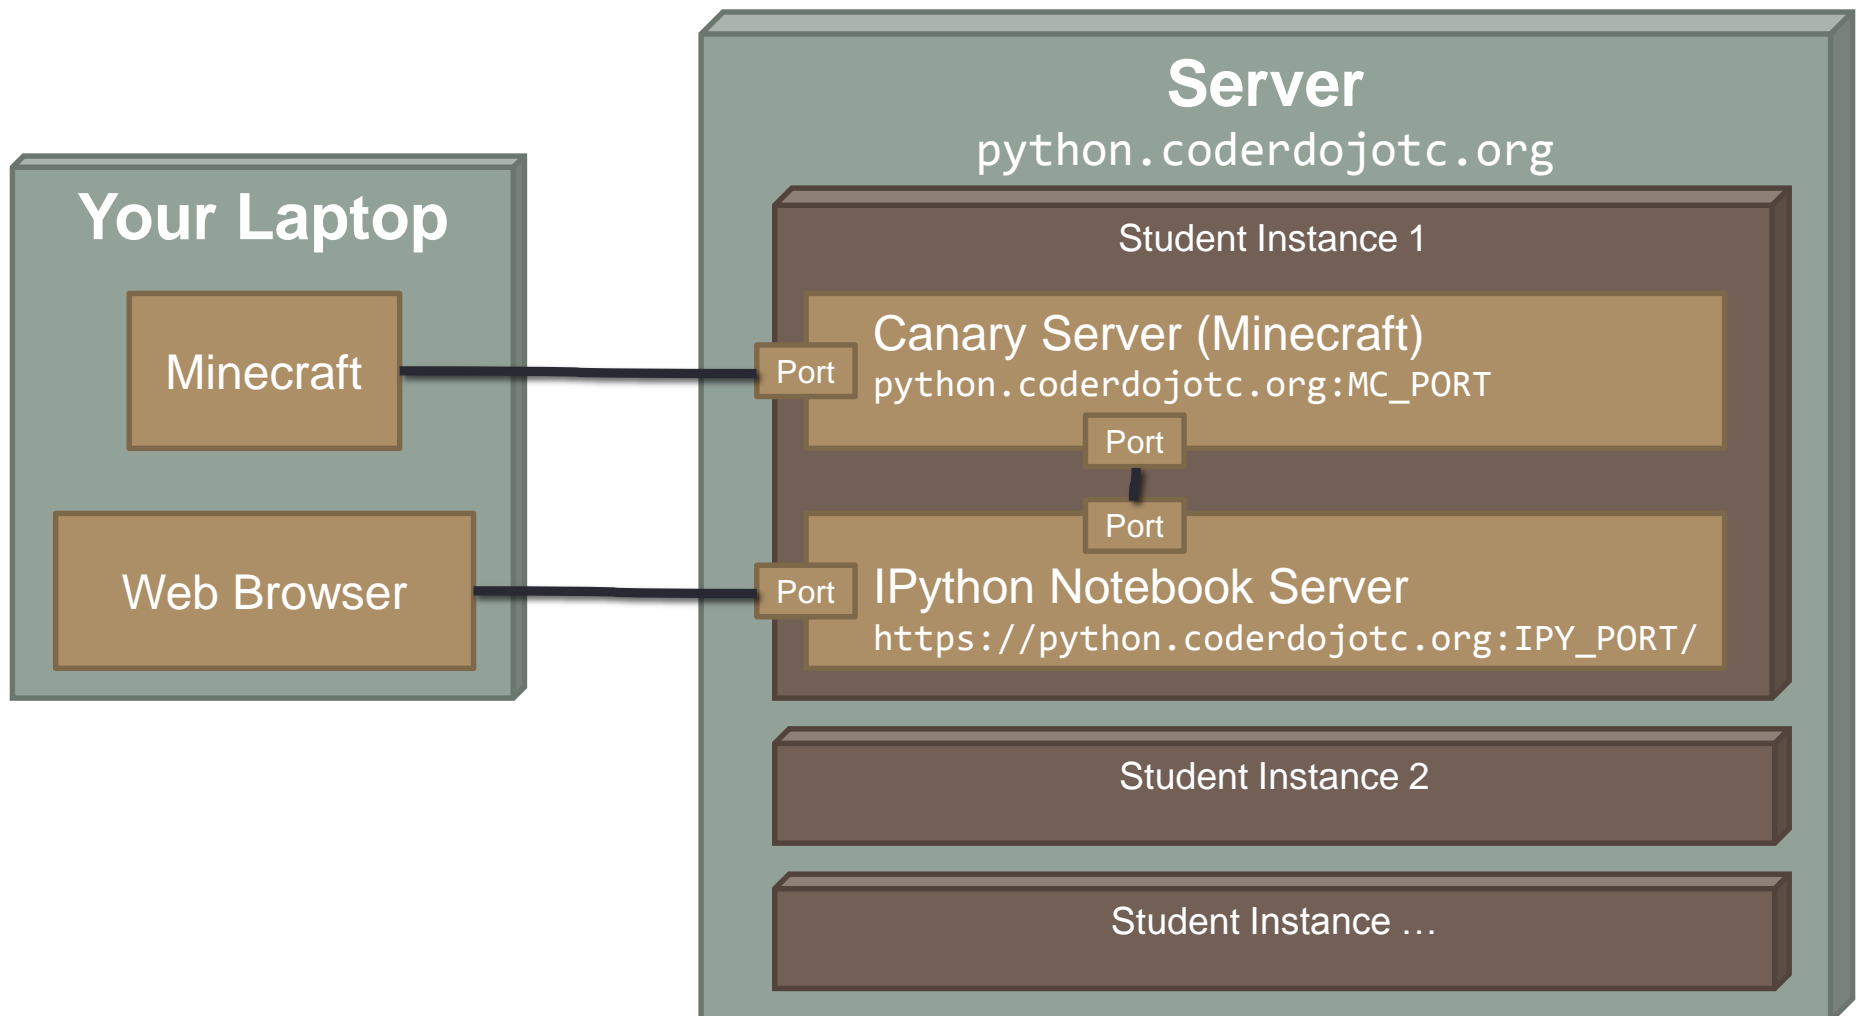 Server
python.coderdojotc.org
Your Laptop
Minecraft
Web Browser
Student Instance 1
Canary Server (Minecraft)
python.coderdojotc.org:MC_PORT
Port
Port
Port
Port
IPython Notebook Server
https://python.coderdojotc.org:IPY_PORT/
Student Instance 2
Student Instance …